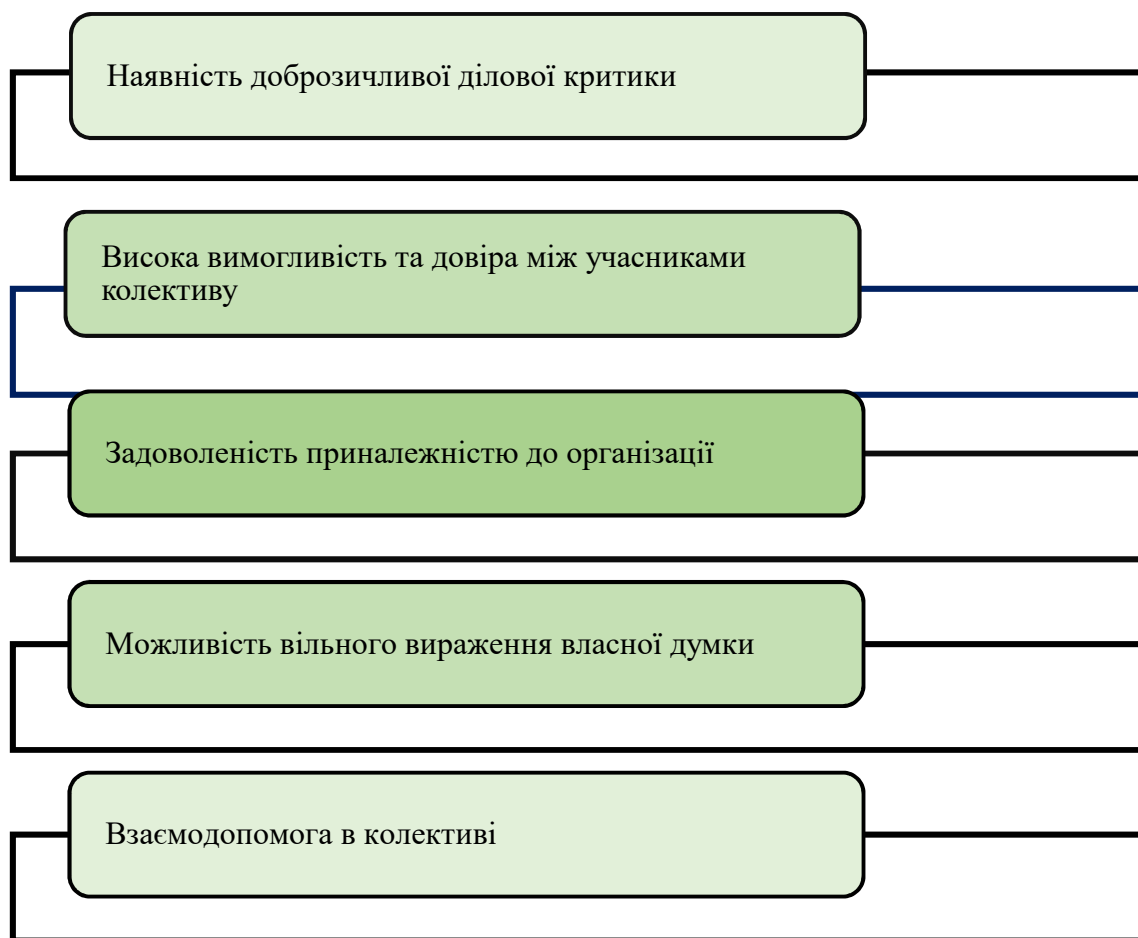 Наявність доброзичливої ділової критики
Висока вимогливість та довіра між учасниками
колективу
Задоволеність приналежністю до організації
Можливість вільного вираження власної думки
Взаємодопомога в колективі